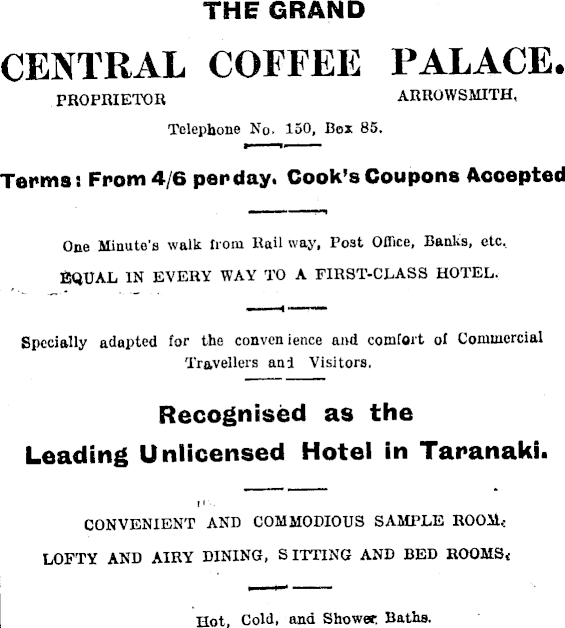 THE GRAND
CENTRAL COFFEE PALACE.
PROPRIETOR ARROWSMITH,
Telephone No. 150, Box 85.
Terms: From 4/6 per day. Cook's Coupons Accepted
One Minute's walk from Railway, Post Office, Banks, etc.
EQUAL IN EVERY WAY TO A FIRST-CLASS HOTEL.
Specially adapted for the convenience and comfort of Commercial
Travellers and Visitors.
Recognised as the
Leading Unlicensed Hotel in Taranaki.
CONVENIENT AND COMMODIOUS SAMPLE ROOM,
LOFTY AND AIRY DINING, SITTING AND BED ROOMS,
Hot, Cold, and Shower Baths.